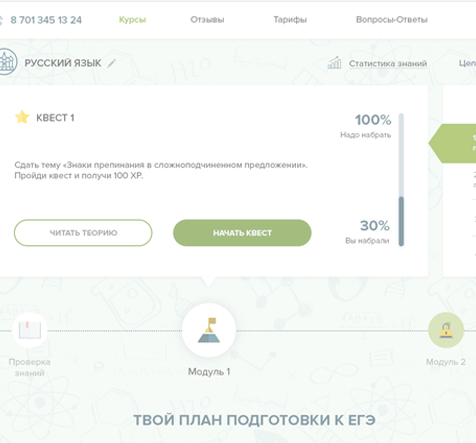 8 701 345 13 24 Курсы Отзывы Тарифы Вопросы-Ответы
РУССКИЙ ЯЗЫК Статистика знаний
КВЕСТ 1
100%
Надо набрать
Сдать тему «Знаки препинания в сложноподчиненном предложении».
Пройди квест и получи 100 XP.
30%
Вы набрали
ЧИТАТЬ ТЕОРИЮ НАЧАТЬ КВЕСТ
Проверка
знаний
Модуль 1
Модуль 2
ТВОЙ ПЛАН ПОДГОТОВКИ К ЕГЭ